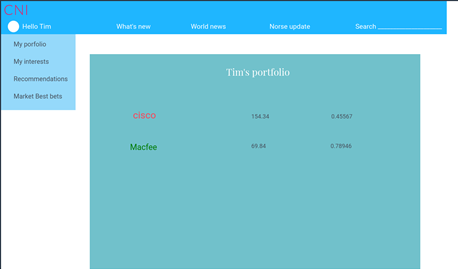 CNI
Hello Tim What's new World news Norse update Search
My porfolio
My interests
Recommendations
Market Best bets
Tim's portfolio
CISCO 154.34 0.45567
Macfee 69.84 0.78946